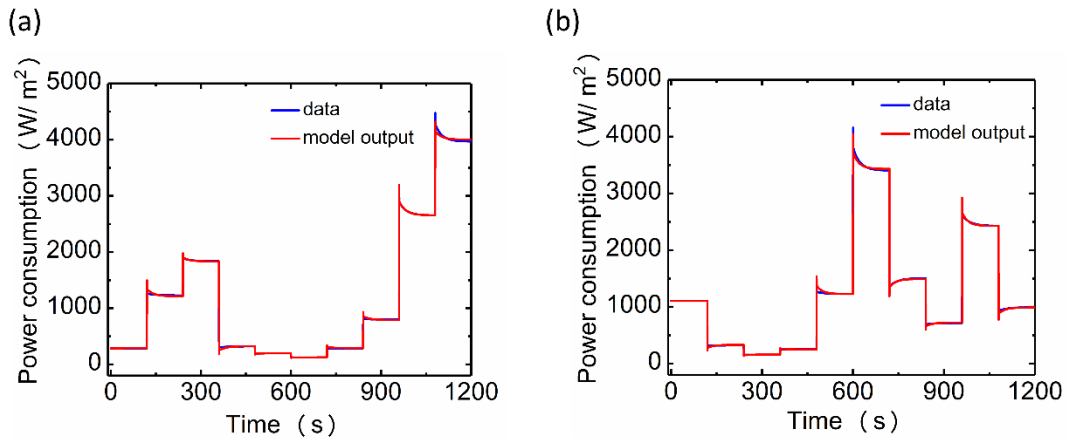 (a)
Power consumption (W/ m²)
5000
4000
3000
2000
1000
0
data
model output
0 300 600 900 1200
Time (s)
(b)
Power consumption (W/ m²)
5000
4000
3000
2000
1000
0
data
model output
0 300 600 900 1200
Time (s)